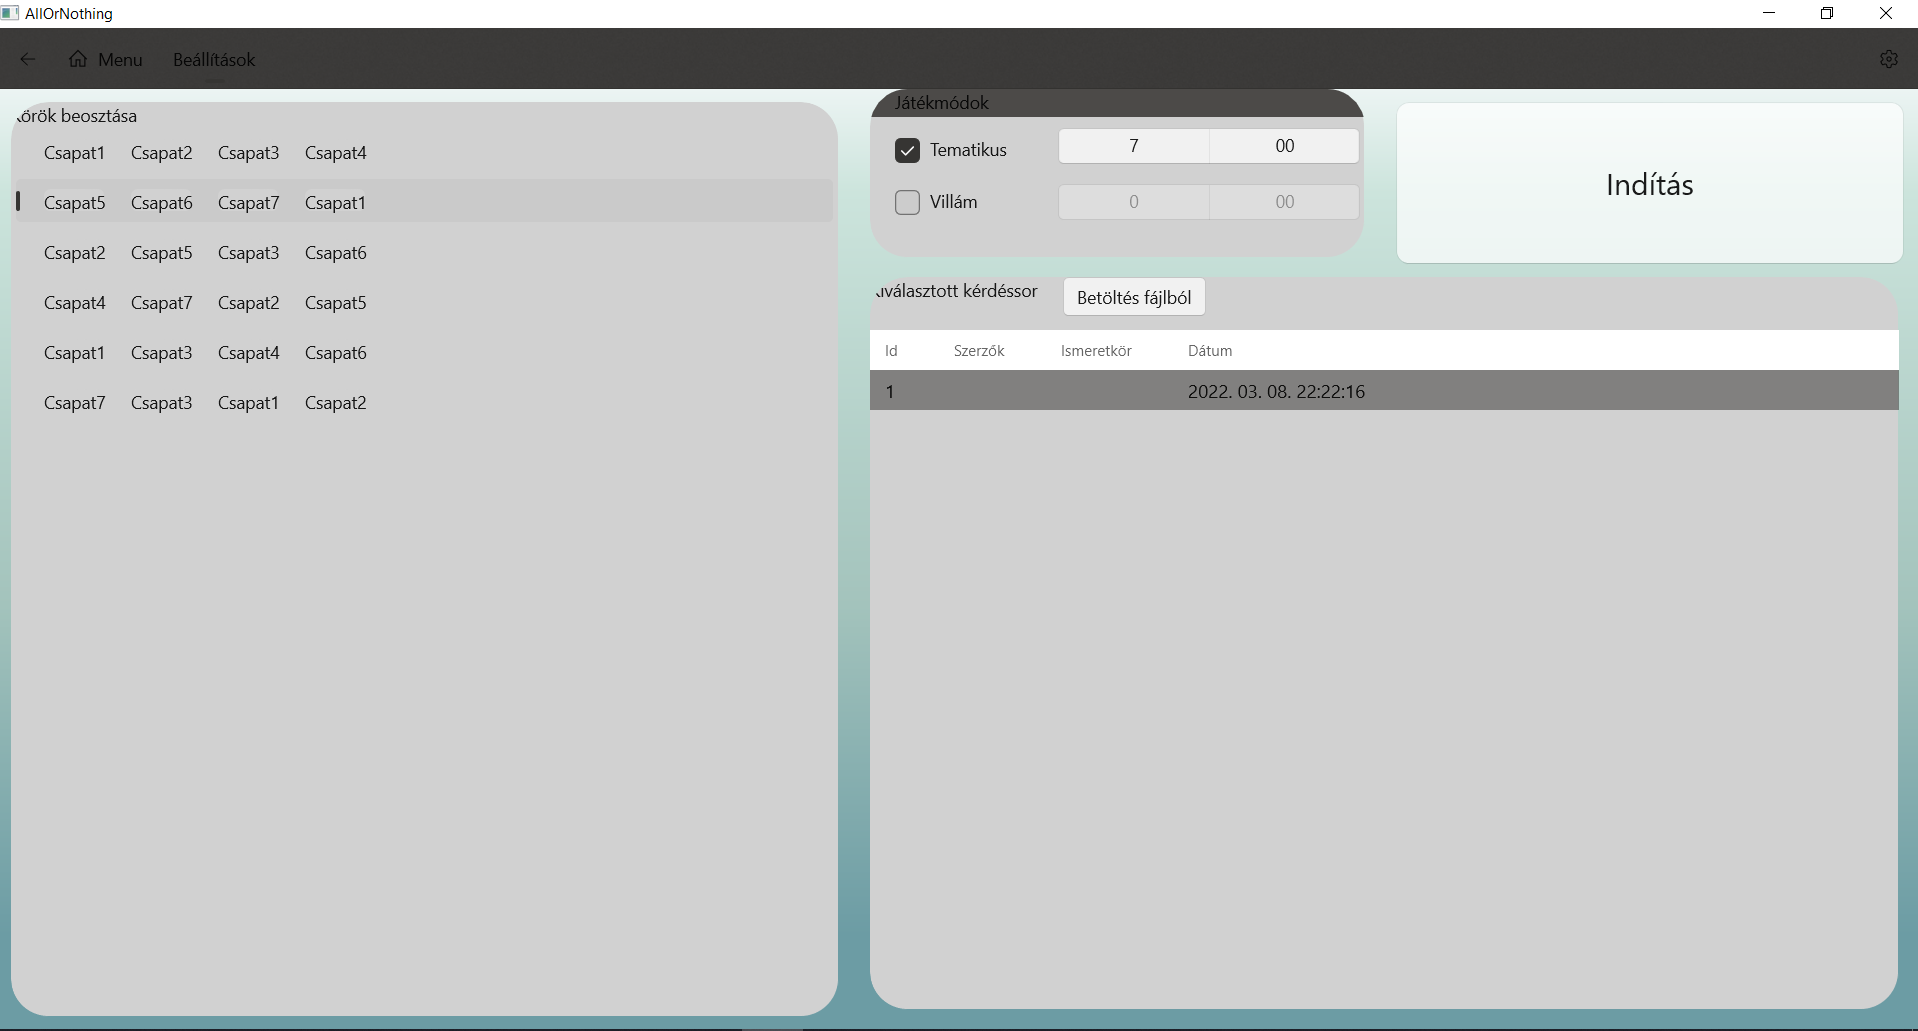 AllOrNothing
Menu Beállítások
Körök beosztása
Csapat1 Csapat2 Csapat3 Csapat4
Csapat5 Csapat6 Csapat7 Csapat1
Csapat2 Csapat5 Csapat3 Csapat6
Csapat4 Csapat7 Csapat2 Csapat5
Csapat1 Csapat3 Csapat4 Csapat6
Csapat7 Csapat3 Csapat1 Csapat2
Játékmódok
Tematikus 7 00
Villám 0 00
Indítás
Kiválasztott kérdéssor Betöltés fájlból
Id Szerzők Ismeretkör Dátum
1 2022. 03. 08. 22:22:16